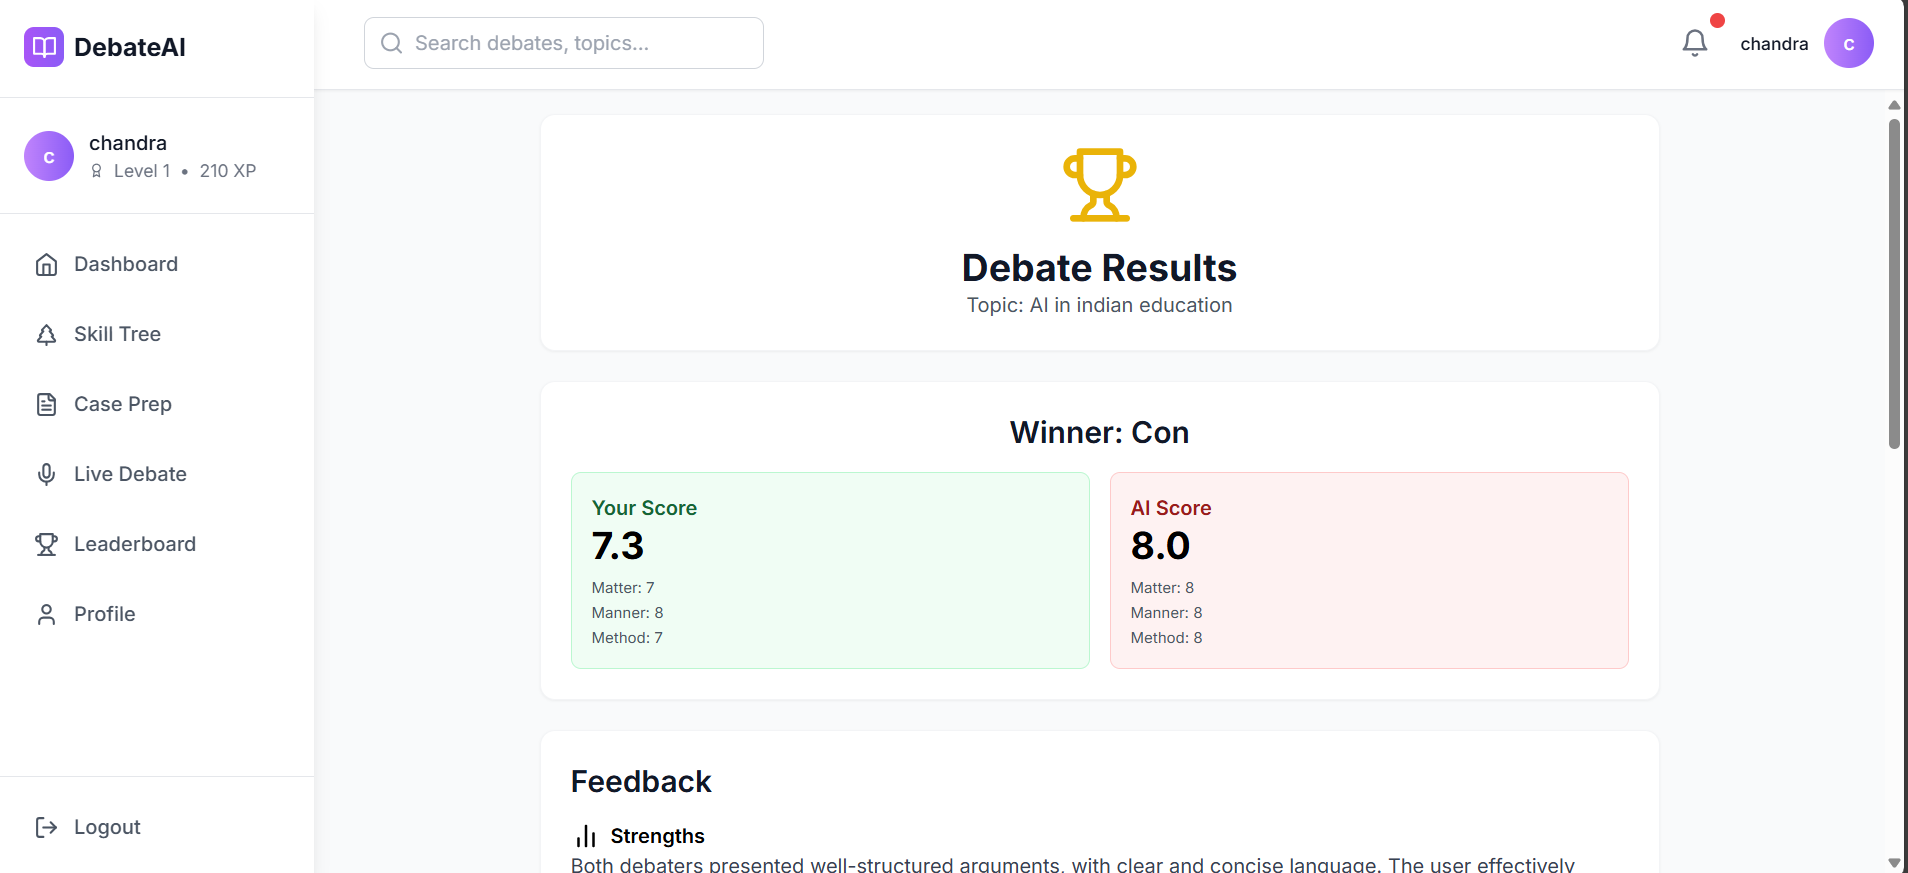 DebateAI
Search debates, topics...
chandra
c
c
chandra
Level 1 • 210 XP
Dashboard
Skill Tree
Case Prep
Live Debate
Leaderboard
Profile
Logout
Debate Results
Topic: AI in indian education
Winner: Con
Your Score
7.3
Matter: 7
Manner: 8
Method: 7
AI Score
8.0
Matter: 8
Manner: 8
Method: 8
Feedback
Strengths
Both debaters presented well-structured arguments, with clear and concise language. The user effectively